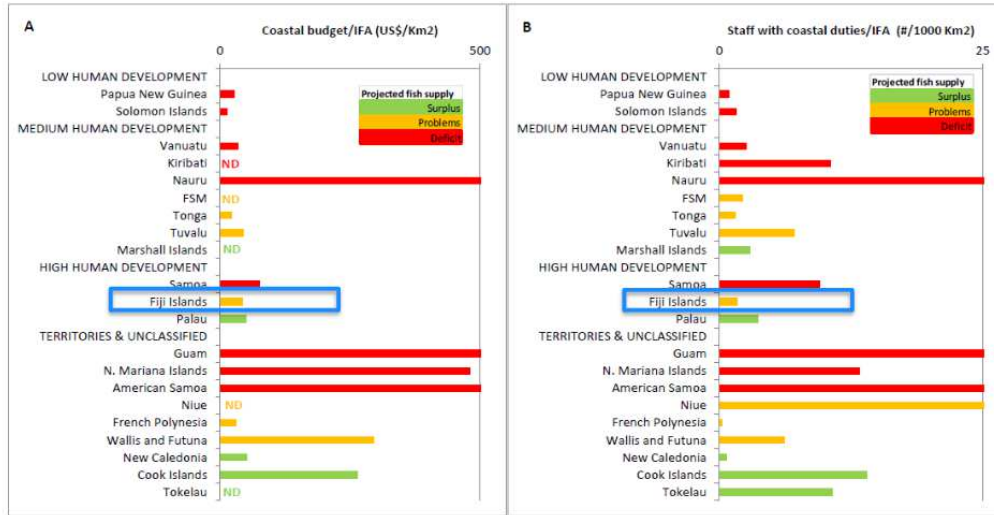 A
Coastal budget/IFA (US$/Km2)
0 500
LOW HUMAN DEVELOPMENT
Papua New Guinea
Solomon Islands
MEDIUM HUMAN DEVELOPMENT
Vanuatu
Kiribati ND
Nauru
FSM ND
Tonga
Tuvalu
Marshall Islands ND
HIGH HUMAN DEVELOPMENT
Samoa
Fiji Islands
Palau
TERRITORIES & UNCLASSIFIED
Guam
N. Mariana Islands
American Samoa
Niue ND
French Polynesia
Wallis and Futuna
New Caledonia
Cook Islands
Tokelau ND
Projected fish supply
Surplus
Problems
Deficit
B
Staff with coastal duties/IFA (#/1000 Km2)
0 25
LOW HUMAN DEVELOPMENT
Papua New Guinea
Solomon Islands
MEDIUM HUMAN DEVELOPMENT
Vanuatu
Kiribati
Nauru
FSM
Tonga
Tuvalu
Marshall Islands
HIGH HUMAN DEVELOPMENT
Samoa
Fiji Islands
Palau
TERRITORIES & UNCLASSIFIED
Guam
N. Mariana Islands
American Samoa
Niue
French Polynesia
Wallis and Futuna
New Caledonia
Cook Islands
Tokelau
Projected fish supply
Surplus
Problems
Deficit